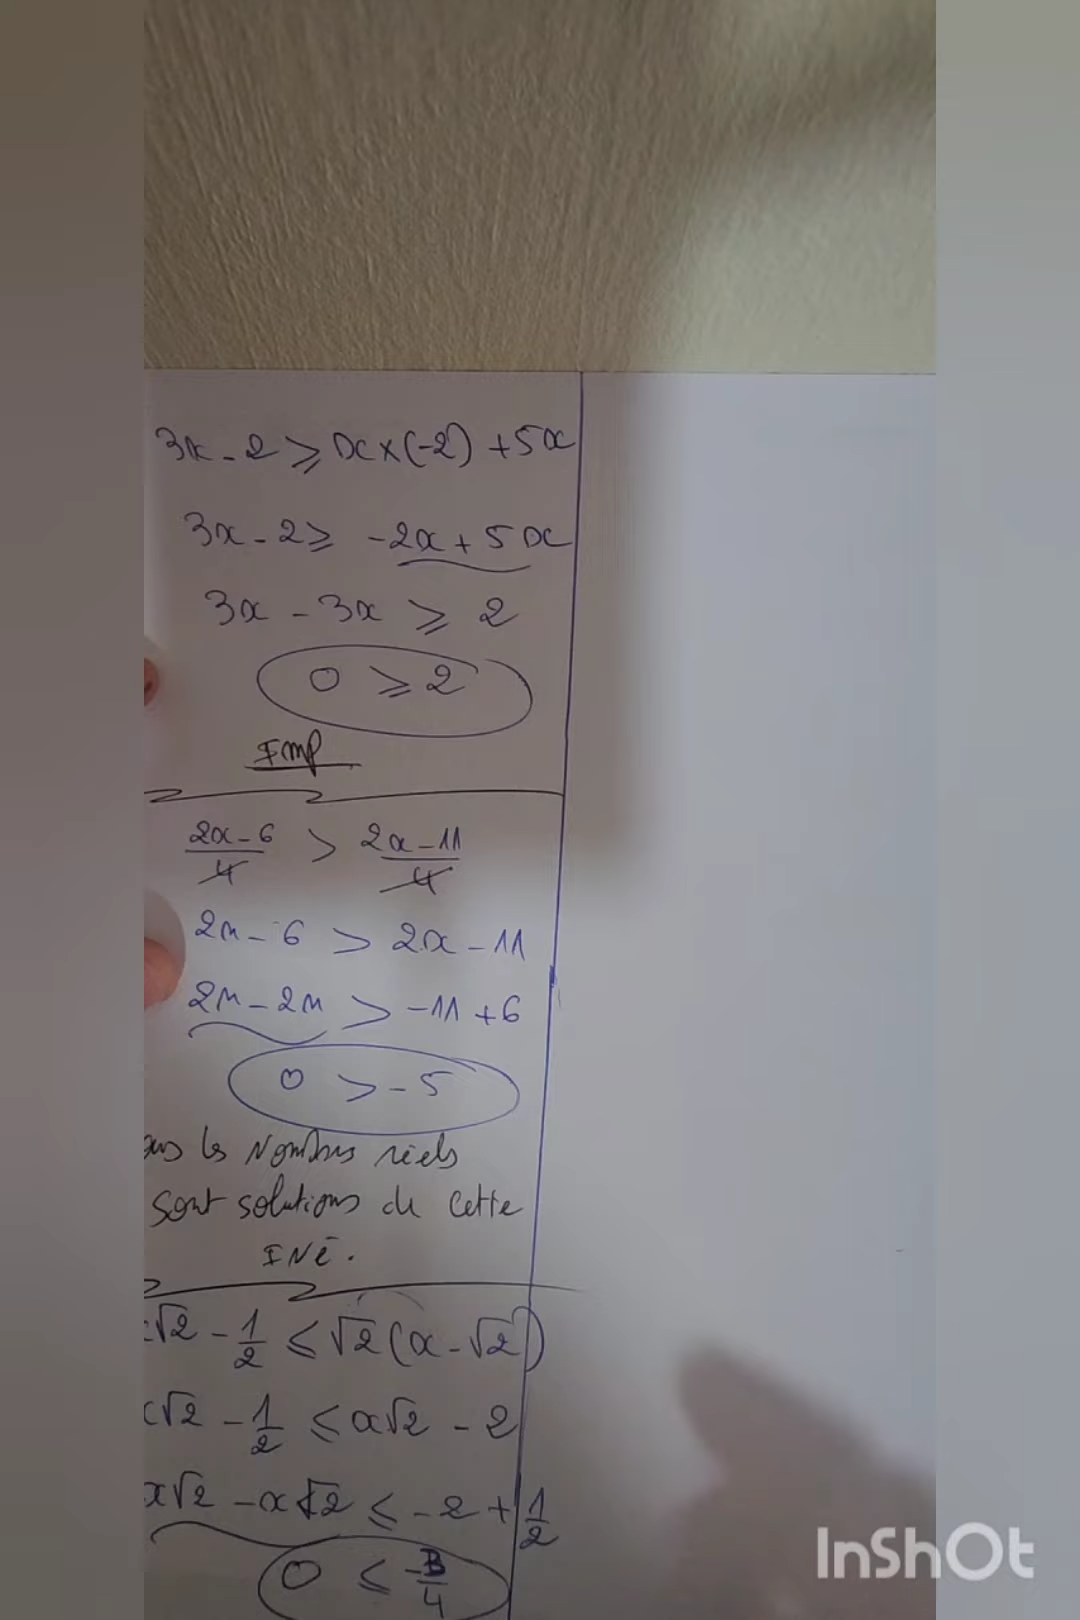 3x - 2 ⩾ x×(-2) + 5x
3x - 2 ⩾ -2x + 5x
3x - 3x ⩾ 2
0 ⩾ 2
Imp
2x-6/4 > 2x-11/4
2x - 6 > 2x - 11
2x - 2x > -11 + 6
0 > -5
les Nombres réels
sont solutions de cette
INé.
√2 - 1/2 ⩽ √2(x - √2)
x√2 - 1/2 ⩽ x√2 - 2
x√2 - x√2 ⩽ -2 + 1/2
0 ⩽ -3/4
InShOt